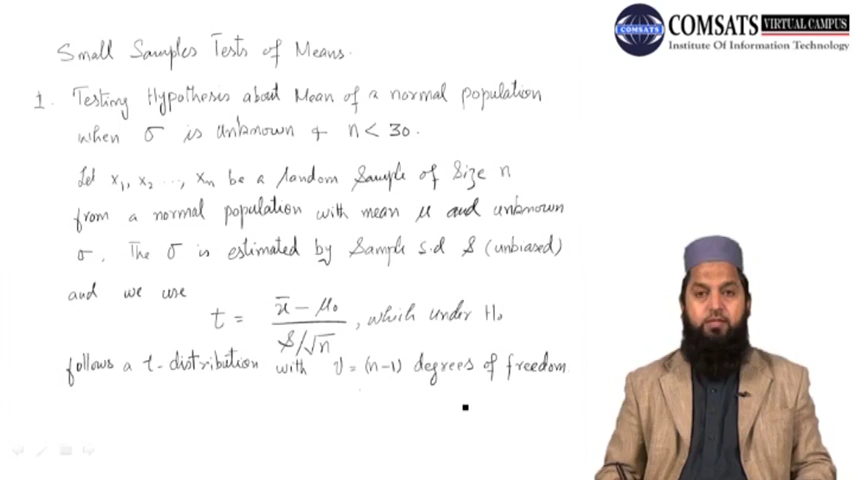 COMSATS
COMSATS VIRTUAL CAMPUS
Institute Of Information Technology
Small Samples Tests of Means.
1. Testing Hypotheses about Mean of a normal population
when σ is unknown & n < 30.
Let x₁, x₂ ..., xₙ be a random Sample of Size n
from a normal population with mean μ and unknown
σ. The σ is estimated by Sample s.d s (unbiased)
and we use
t = (x̄ − μ₀) / (s/√n) , which under H₀
follows a t-distribution with ν = (n−1) degrees of freedom.